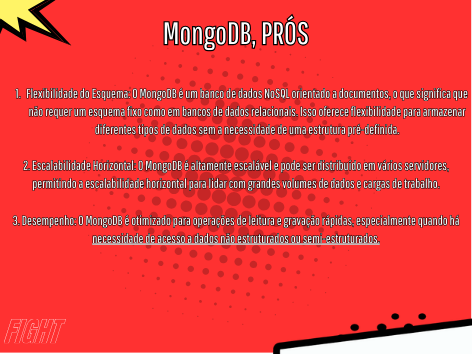 MongoDB, PRÓS
1. Flexibilidade do Esquema: O MongoDB é um banco de dados NoSQL orientado a documentos, o que significa que
não requer um esquema fixo como em bancos de dados relacionais. Isso oferece flexibilidade para armazenar
diferentes tipos de dados sem a necessidade de uma estrutura pré-definida.
2. Escalabilidade Horizontal: O MongoDB é altamente escalável e pode ser distribuído em vários servidores,
permitindo a escalabilidade horizontal para lidar com grandes volumes de dados e cargas de trabalho.
3. Desempenho: O MongoDB é otimizado para operações de leitura e gravação rápidas, especialmente quando há
necessidade de acesso a dados não estruturados ou semi-estruturados.
FIGHT